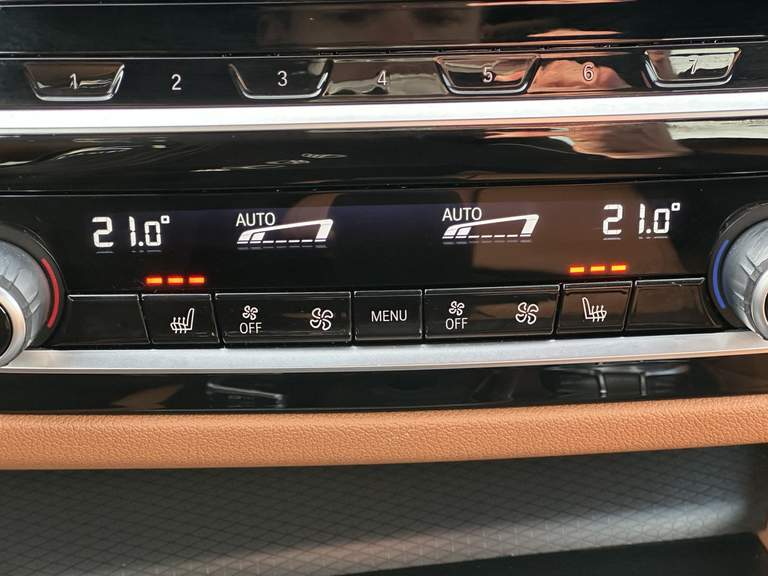 1 2 3 4 5 6 7
21.0° AUTO AUTO 21.0°
OFF MENU OFF